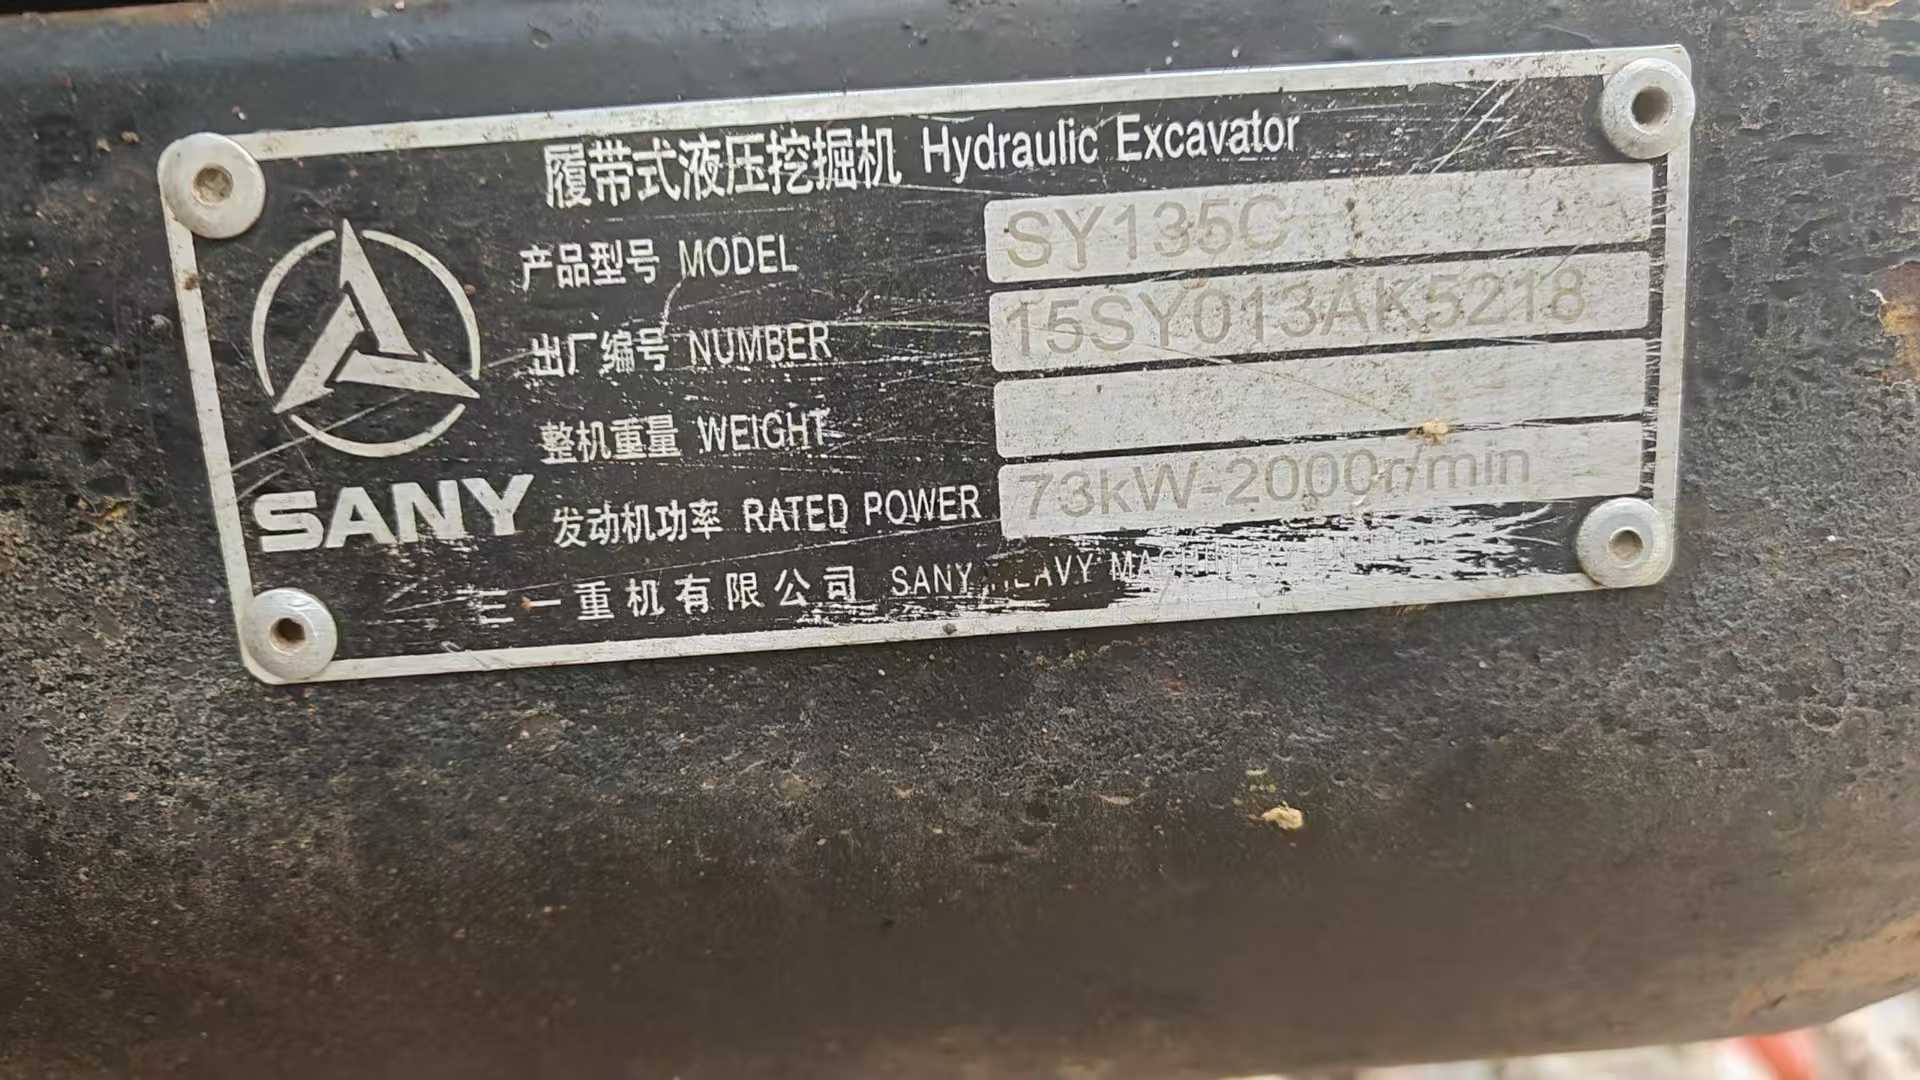 履带式液压挖掘机 Hydraulic Excavator
产品型号 MODEL SY135C
出厂编号 NUMBER 15SY013AK5218
整机重量 WEIGHT
发动机功率 RATED POWER 73kW-2000r/min
SANY
三一重机有限公司 SANY HEAVY MACHINERY